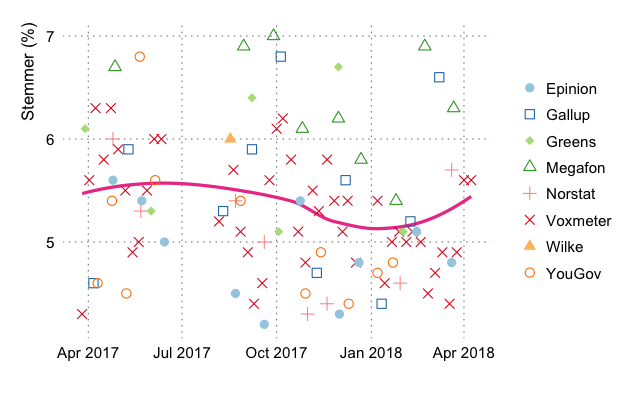 Stemmer (%)
7
6
5
Apr 2017
Jul 2017
Oct 2017
Jan 2018
Apr 2018
Epinion
Gallup
Greens
Megafon
Norstat
Voxmeter
Wilke
YouGov